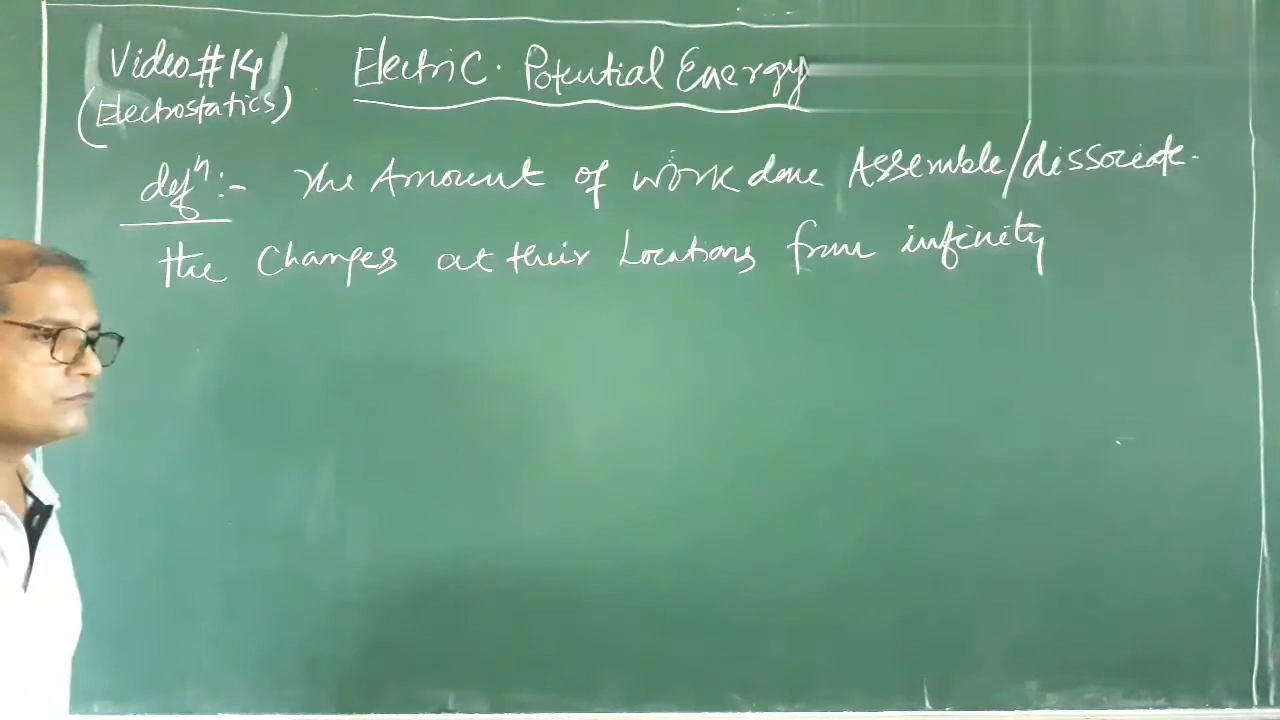 Video#14 Electric. Potential Energy
(Electrostatics)
defⁿ:- The Amount of work done Assemble/dissociate.
the Charges at their Locations from infinity